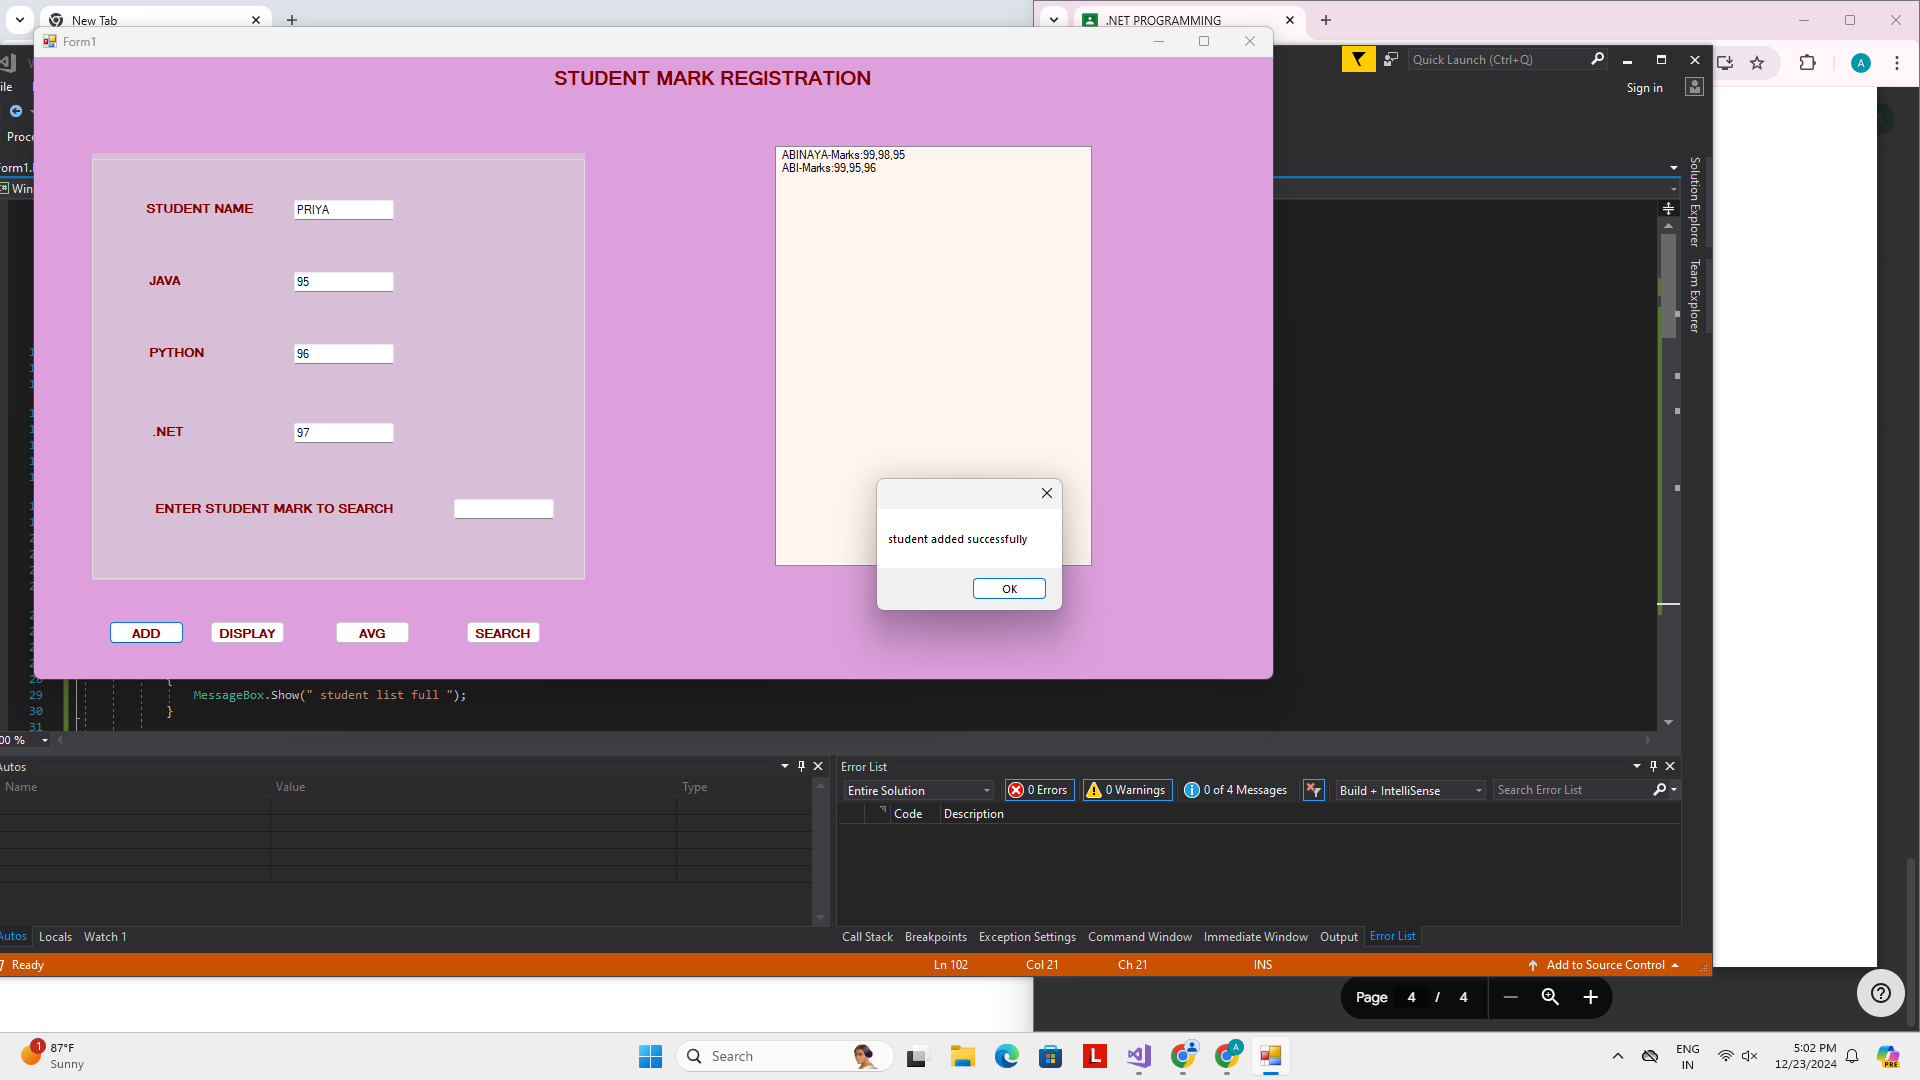 New Tab
.NET PROGRAMMING
Form1
Quick Launch (Ctrl+Q)
ile
Sign in
STUDENT MARK REGISTRATION
Proce
orm1.
Win
Solution Explorer
Team Explorer
ABINAYA-Marks:99,98,95
ABI-Marks:99,95,96
STUDENT NAME PRIYA
JAVA 95
PYTHON 96
.NET 97
ENTER STUDENT MARK TO SEARCH
student added successfully
OK
ADD DISPLAY AVG SEARCH
28 {
29 MessageBox.Show(" student list full ");
30 }
31
00 %
Autos
Name Value Type
Error List
Entire Solution 0 Errors 0 Warnings 0 of 4 Messages Build + IntelliSense Search Error List
Code Description
Autos Locals Watch 1
Call Stack Breakpoints Exception Settings Command Window Immediate Window Output Error List
Ready Ln 102 Col 21 Ch 21 INS Add to Source Control
Page 4 / 4
1
87°F
Sunny
Search
L
A
ENG
IN
5:02 PM
12/23/2024
PRE